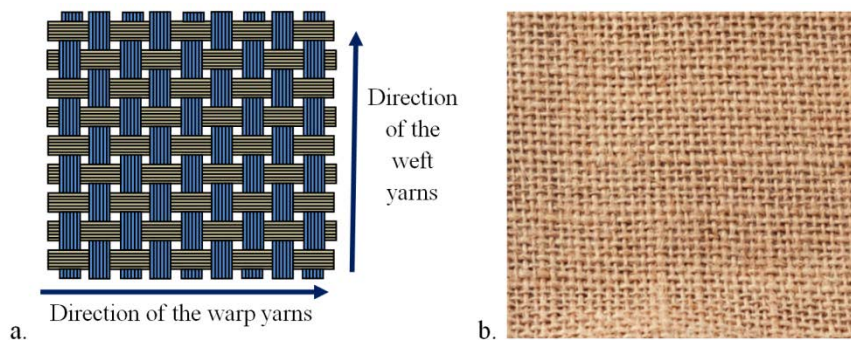 Direction
of the
weft
yarns
Direction of the warp yarns
a.
b.